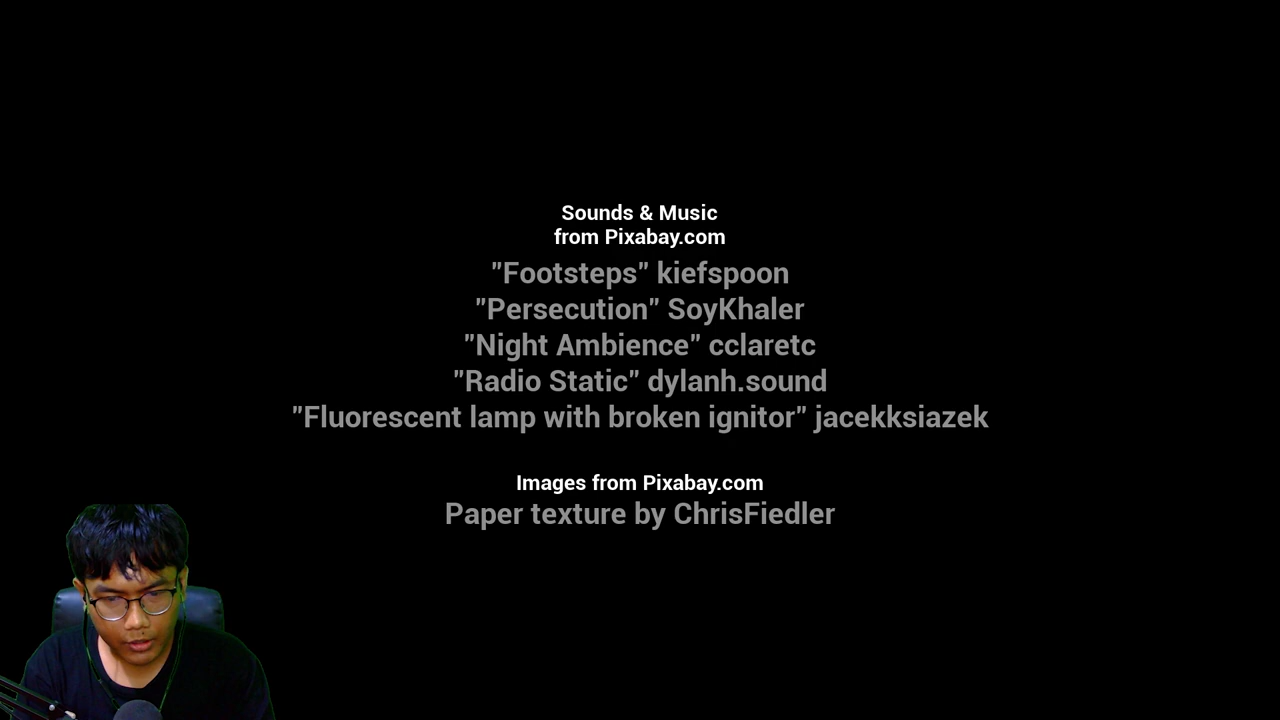 Sounds & Music
from Pixabay.com
"Footsteps" kiefspoon
"Persecution" SoyKhaler
"Night Ambience" cclaretc
"Radio Static" dylanh.sound
"Fluorescent lamp with broken ignitor" jacekksiazek
Images from Pixabay.com
Paper texture by ChrisFiedler